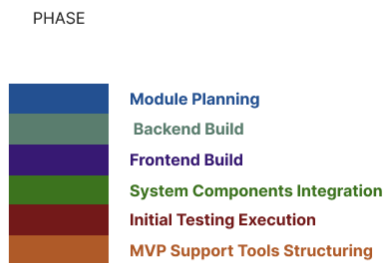 PHASE
Module Planning
Backend Build
Frontend Build
System Components Integration
Initial Testing Execution
MVP Support Tools Structuring